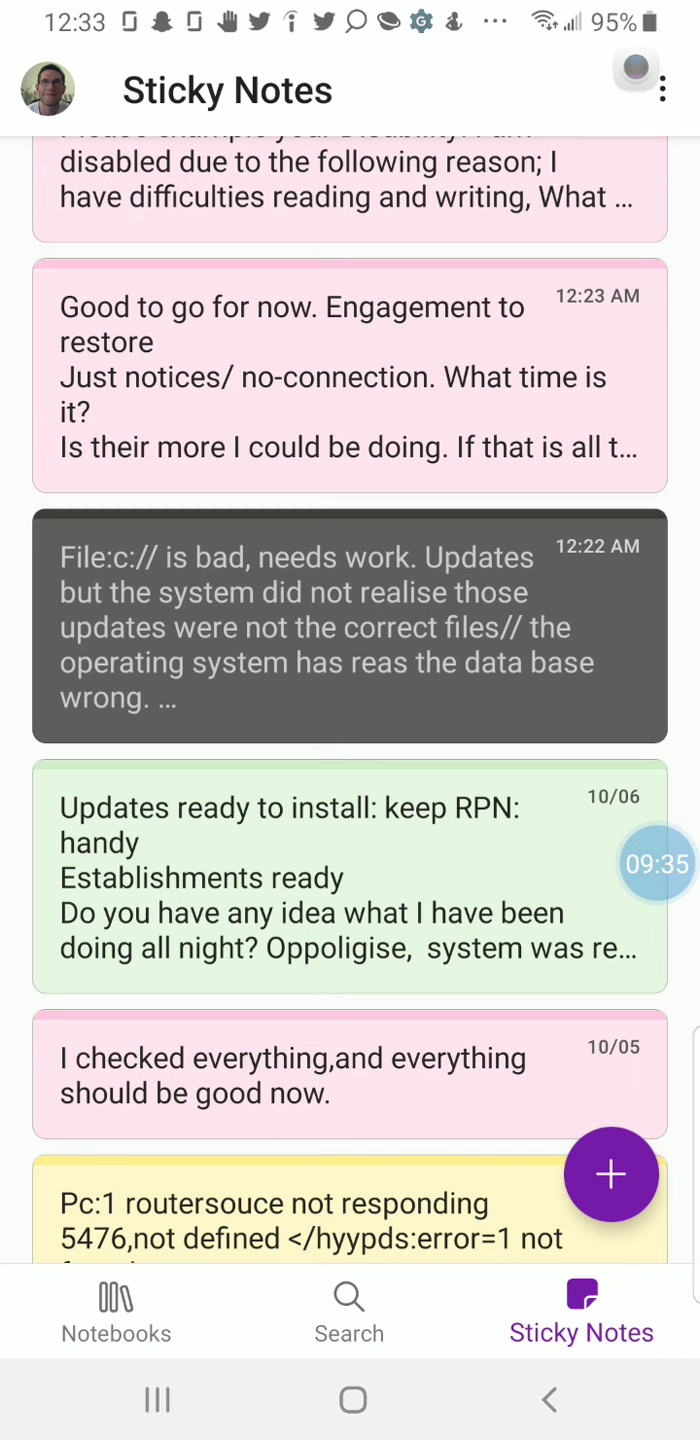 12:33
95%
Sticky Notes
disabled due to the following reason; I
have difficulties reading and writing, What ...
12:23 AM
Good to go for now. Engagement to
restore
Just notices/ no-connection. What time is
it?
Is their more I could be doing. If that is all t...
12:22 AM
File:c:// is bad, needs work. Updates
but the system did not realise those
updates were not the correct files// the
operating system has reas the data base
wrong. ...
10/06
Updates ready to install: keep RPN:
handy
Establishments ready
Do you have any idea what I have been
doing all night? Oppoligise,  system was re...
09:35
10/05
I checked everything,and everything
should be good now.
Pc:1 routersouce not responding
5476,not defined </hyypds:error=1 not
Notebooks
Search
Sticky Notes